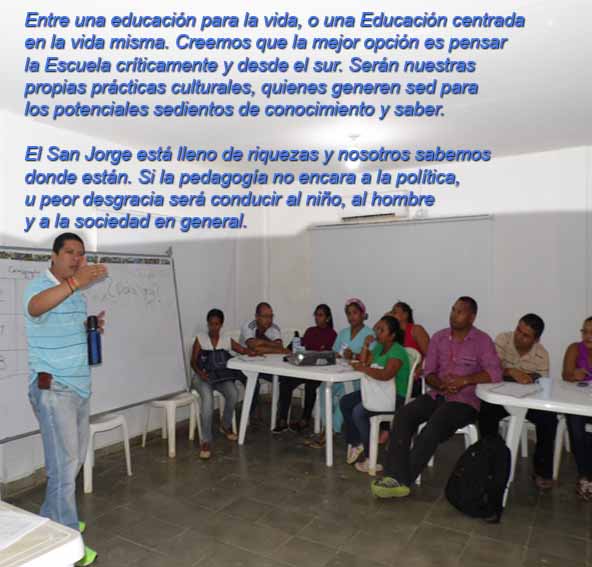 Entre una educación para la vida, o una Educación centrada
en la vida misma. Creemos que la mejor opción es pensar
la Escuela críticamente y desde el sur. Serán nuestras
propias prácticas culturales, quienes generen sed para
los potenciales sedientos de conocimiento y saber.
El San Jorge está lleno de riquezas y nosotros sabemos
donde están. Si la pedagogía no encara a la política,
u peor desgracia será conducir al niño, al hombre
y a la sociedad en general.